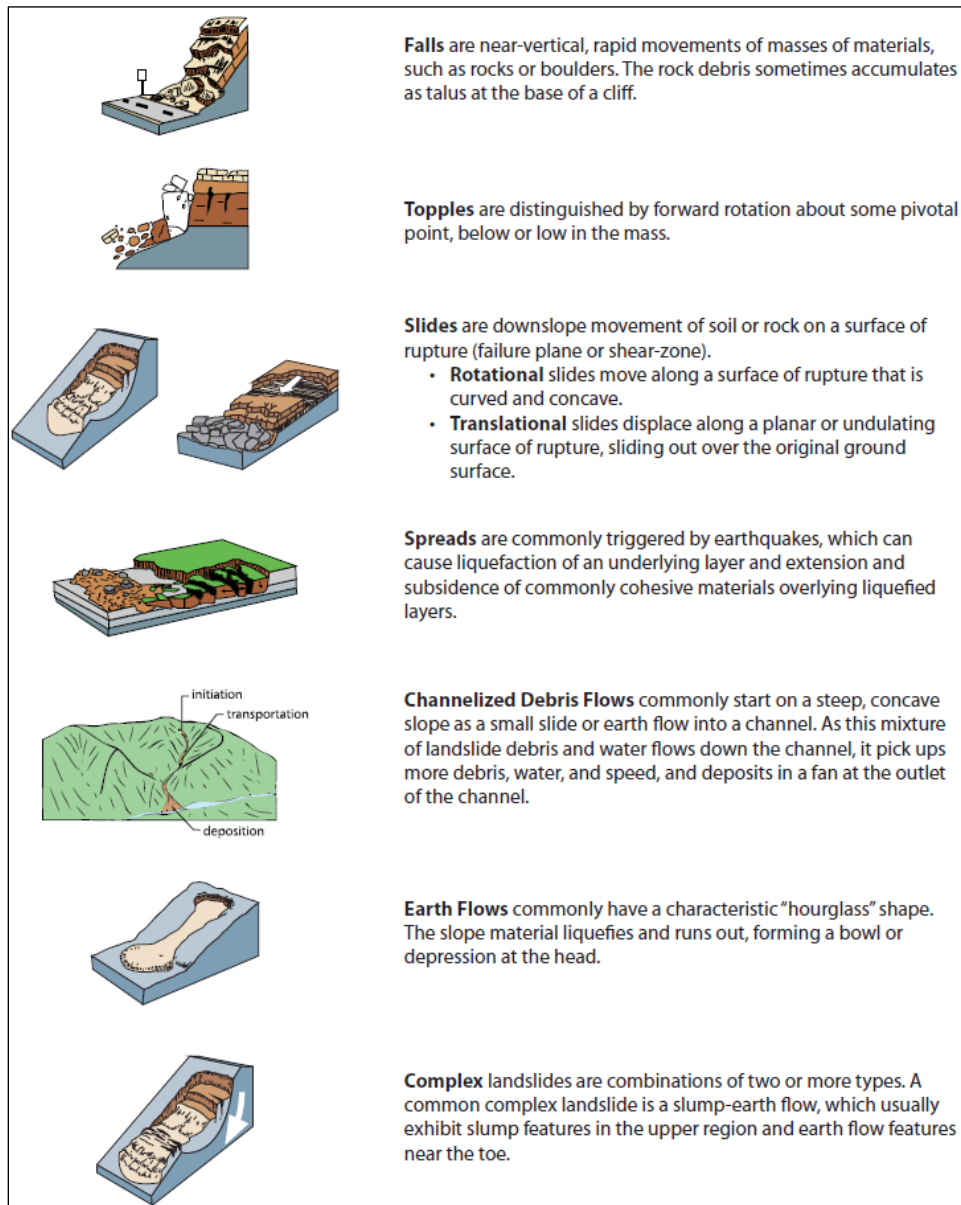 Falls are near-vertical, rapid movements of masses of materials,
such as rocks or boulders. The rock debris sometimes accumulates
as talus at the base of a cliff.
Topples are distinguished by forward rotation about some pivotal
point, below or low in the mass.
Slides are downslope movement of soil or rock on a surface of
rupture (failure plane or shear-zone).
• Rotational slides move along a surface of rupture that is
curved and concave.
• Translational slides displace along a planar or undulating
surface of rupture, sliding out over the original ground
surface.
Spreads are commonly triggered by earthquakes, which can
cause liquefaction of an underlying layer and extension and
subsidence of commonly cohesive materials overlying liquefied
layers.
initiation
transportation
deposition
Channelized Debris Flows commonly start on a steep, concave
slope as a small slide or earth flow into a channel. As this mixture
of landslide debris and water flows down the channel, it pick ups
more debris, water, and speed, and deposits in a fan at the outlet
of the channel.
Earth Flows commonly have a characteristic "hourglass" shape.
The slope material liquefies and runs out, forming a bowl or
depression at the head.
Complex landslides are combinations of two or more types. A
common complex landslide is a slump-earth flow, which usually
exhibit slump features in the upper region and earth flow features
near the toe.